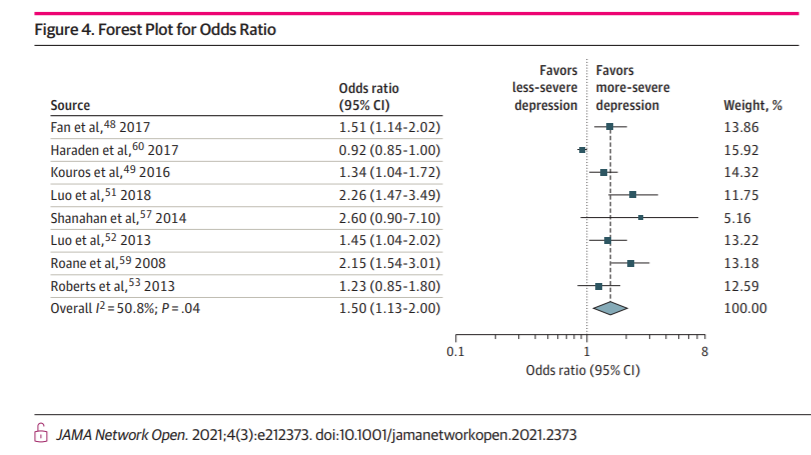 Figure 4. Forest Plot for Odds Ratio
Favors less-severe depression
Favors more-severe depression
Source Odds ratio (95% CI) Weight, %
Fan et al,48 2017 1.51 (1.14-2.02) 13.86
Haraden et al,60 2017 0.92 (0.85-1.00) 15.92
Kouros et al,49 2016 1.34 (1.04-1.72) 14.32
Luo et al,51 2018 2.26 (1.47-3.49) 11.75
Shanahan et al,57 2014 2.60 (0.90-7.10) 5.16
Luo et al,52 2013 1.45 (1.04-2.02) 13.22
Roane et al,59 2008 2.15 (1.54-3.01) 13.18
Roberts et al,53 2013 1.23 (0.85-1.80) 12.59
Overall I2 = 50.8%; P = .04 1.50 (1.13-2.00) 100.00
0.1 1 8
Odds ratio (95% CI)
JAMA Network Open. 2021;4(3):e212373. doi:10.1001/jamanetworkopen.2021.2373